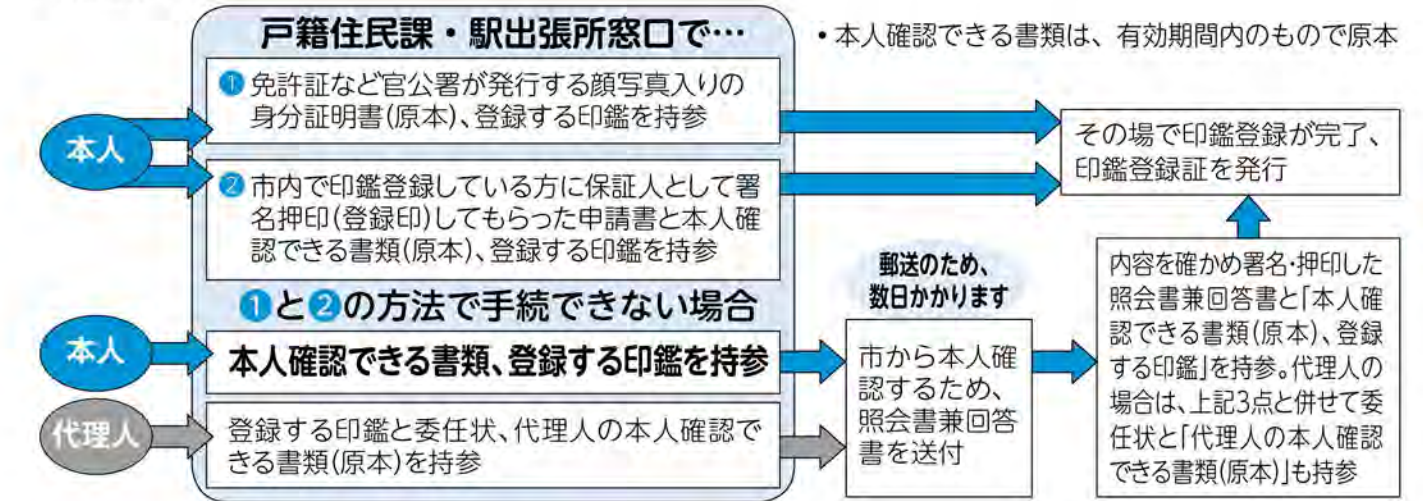 戸籍住民課・駅出張所窓口で…
・本人確認できる書類は、有効期間内のもので原本
本人
❶ 免許証など官公署が発行する顔写真入りの
身分証明書(原本)、登録する印鑑を持参
❷ 市内で印鑑登録している方に保証人として署
名押印(登録印)してもらった申請書と本人確
認できる書類(原本)、登録する印鑑を持参
その場で印鑑登録が完了、
印鑑登録証を発行
❶と❷の方法で手続できない場合
本人
本人確認できる書類、登録する印鑑を持参
代理人
登録する印鑑と委任状、代理人の本人確認で
きる書類(原本)を持参
郵送のため、
数日かかります
市から本人確
認するため、
照会書兼回答
書を送付
内容を確かめ署名・押印した
照会書兼回答書と「本人確
認できる書類(原本)、登録
する印鑑」を持参。代理人の
場合は、上記3点と併せて委
任状と「代理人の本人確認
できる書類(原本)」も持参